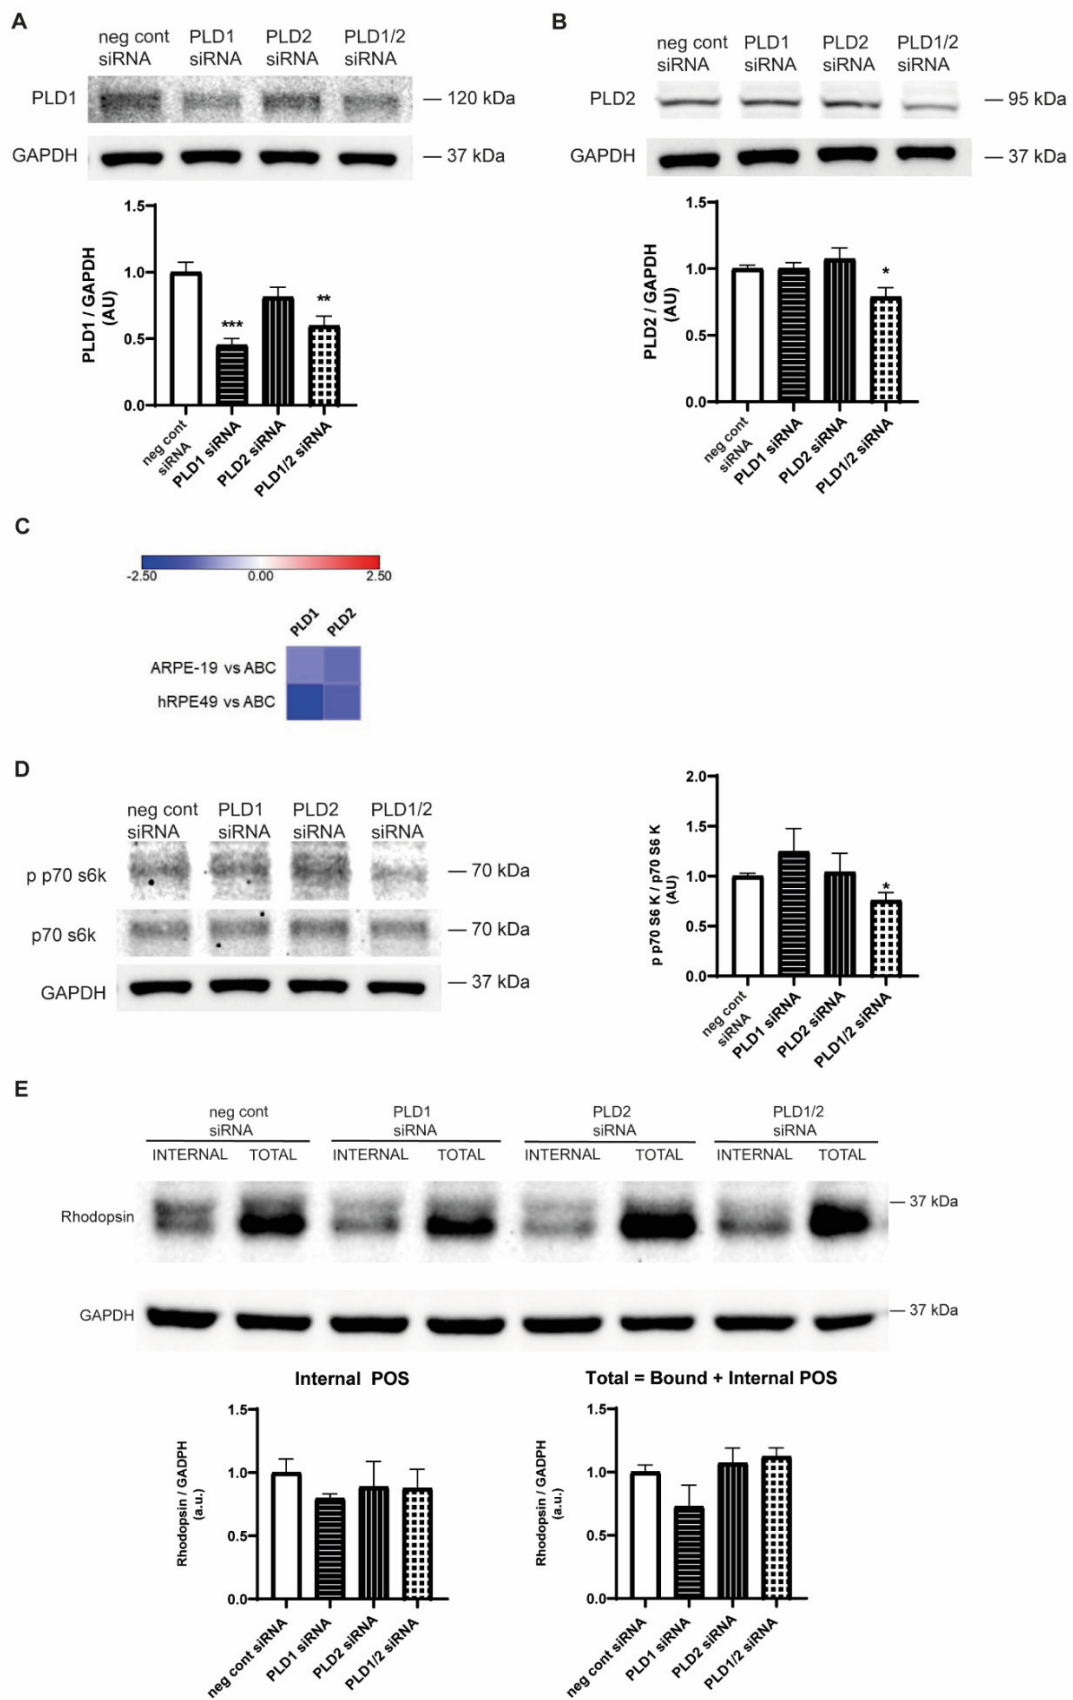 A
neg cont PLD1 PLD2 PLD1/2
siRNA siRNA siRNA siRNA
PLD1 — 120 kDa
GAPDH — 37 kDa
1.5
1.0
0.5
0.0
PLD1 / GAPDH
(AU)
***
**
neg cont
siRNA
PLD1 siRNA
PLD2 siRNA
PLD1/2 siRNA
B
neg cont PLD1 PLD2 PLD1/2
siRNA siRNA siRNA siRNA
PLD2 — 95 kDa
GAPDH — 37 kDa
1.5
1.0
0.5
0.0
PLD2 / GAPDH
(AU)
*
neg cont
siRNA
PLD1 siRNA
PLD2 siRNA
PLD1/2 siRNA
C
-2.50 0.00 2.50
PLD1 PLD2
ARPE-19 vs ABC
hRPE49 vs ABC
D
neg cont PLD1 PLD2 PLD1/2
siRNA siRNA siRNA siRNA
p p70 s6k — 70 kDa
p70 s6k — 70 kDa
GAPDH — 37 kDa
2.0
1.5
1.0
0.5
0.0
p p70 S6 K / p70 S6 K
(AU)
*
neg cont
siRNA
PLD1 siRNA
PLD2 siRNA
PLD1/2 siRNA
E
neg cont PLD1 PLD2 PLD1/2
siRNA siRNA siRNA siRNA
INTERNAL TOTAL INTERNAL TOTAL INTERNAL TOTAL INTERNAL TOTAL
Rhodopsin — 37 kDa
GAPDH — 37 kDa
Internal POS
1.5
1.0
0.5
0.0
Rhodopsin / GADPH
(a.u.)
neg cont siRNA
PLD1 siRNA
PLD2 siRNA
PLD1/2 siRNA
Total = Bound + Internal POS
1.5
1.0
0.5
0.0
Rhodopsin / GADPH
(a.u.)
neg cont siRNA
PLD1 siRNA
PLD2 siRNA
PLD1/2 siRNA